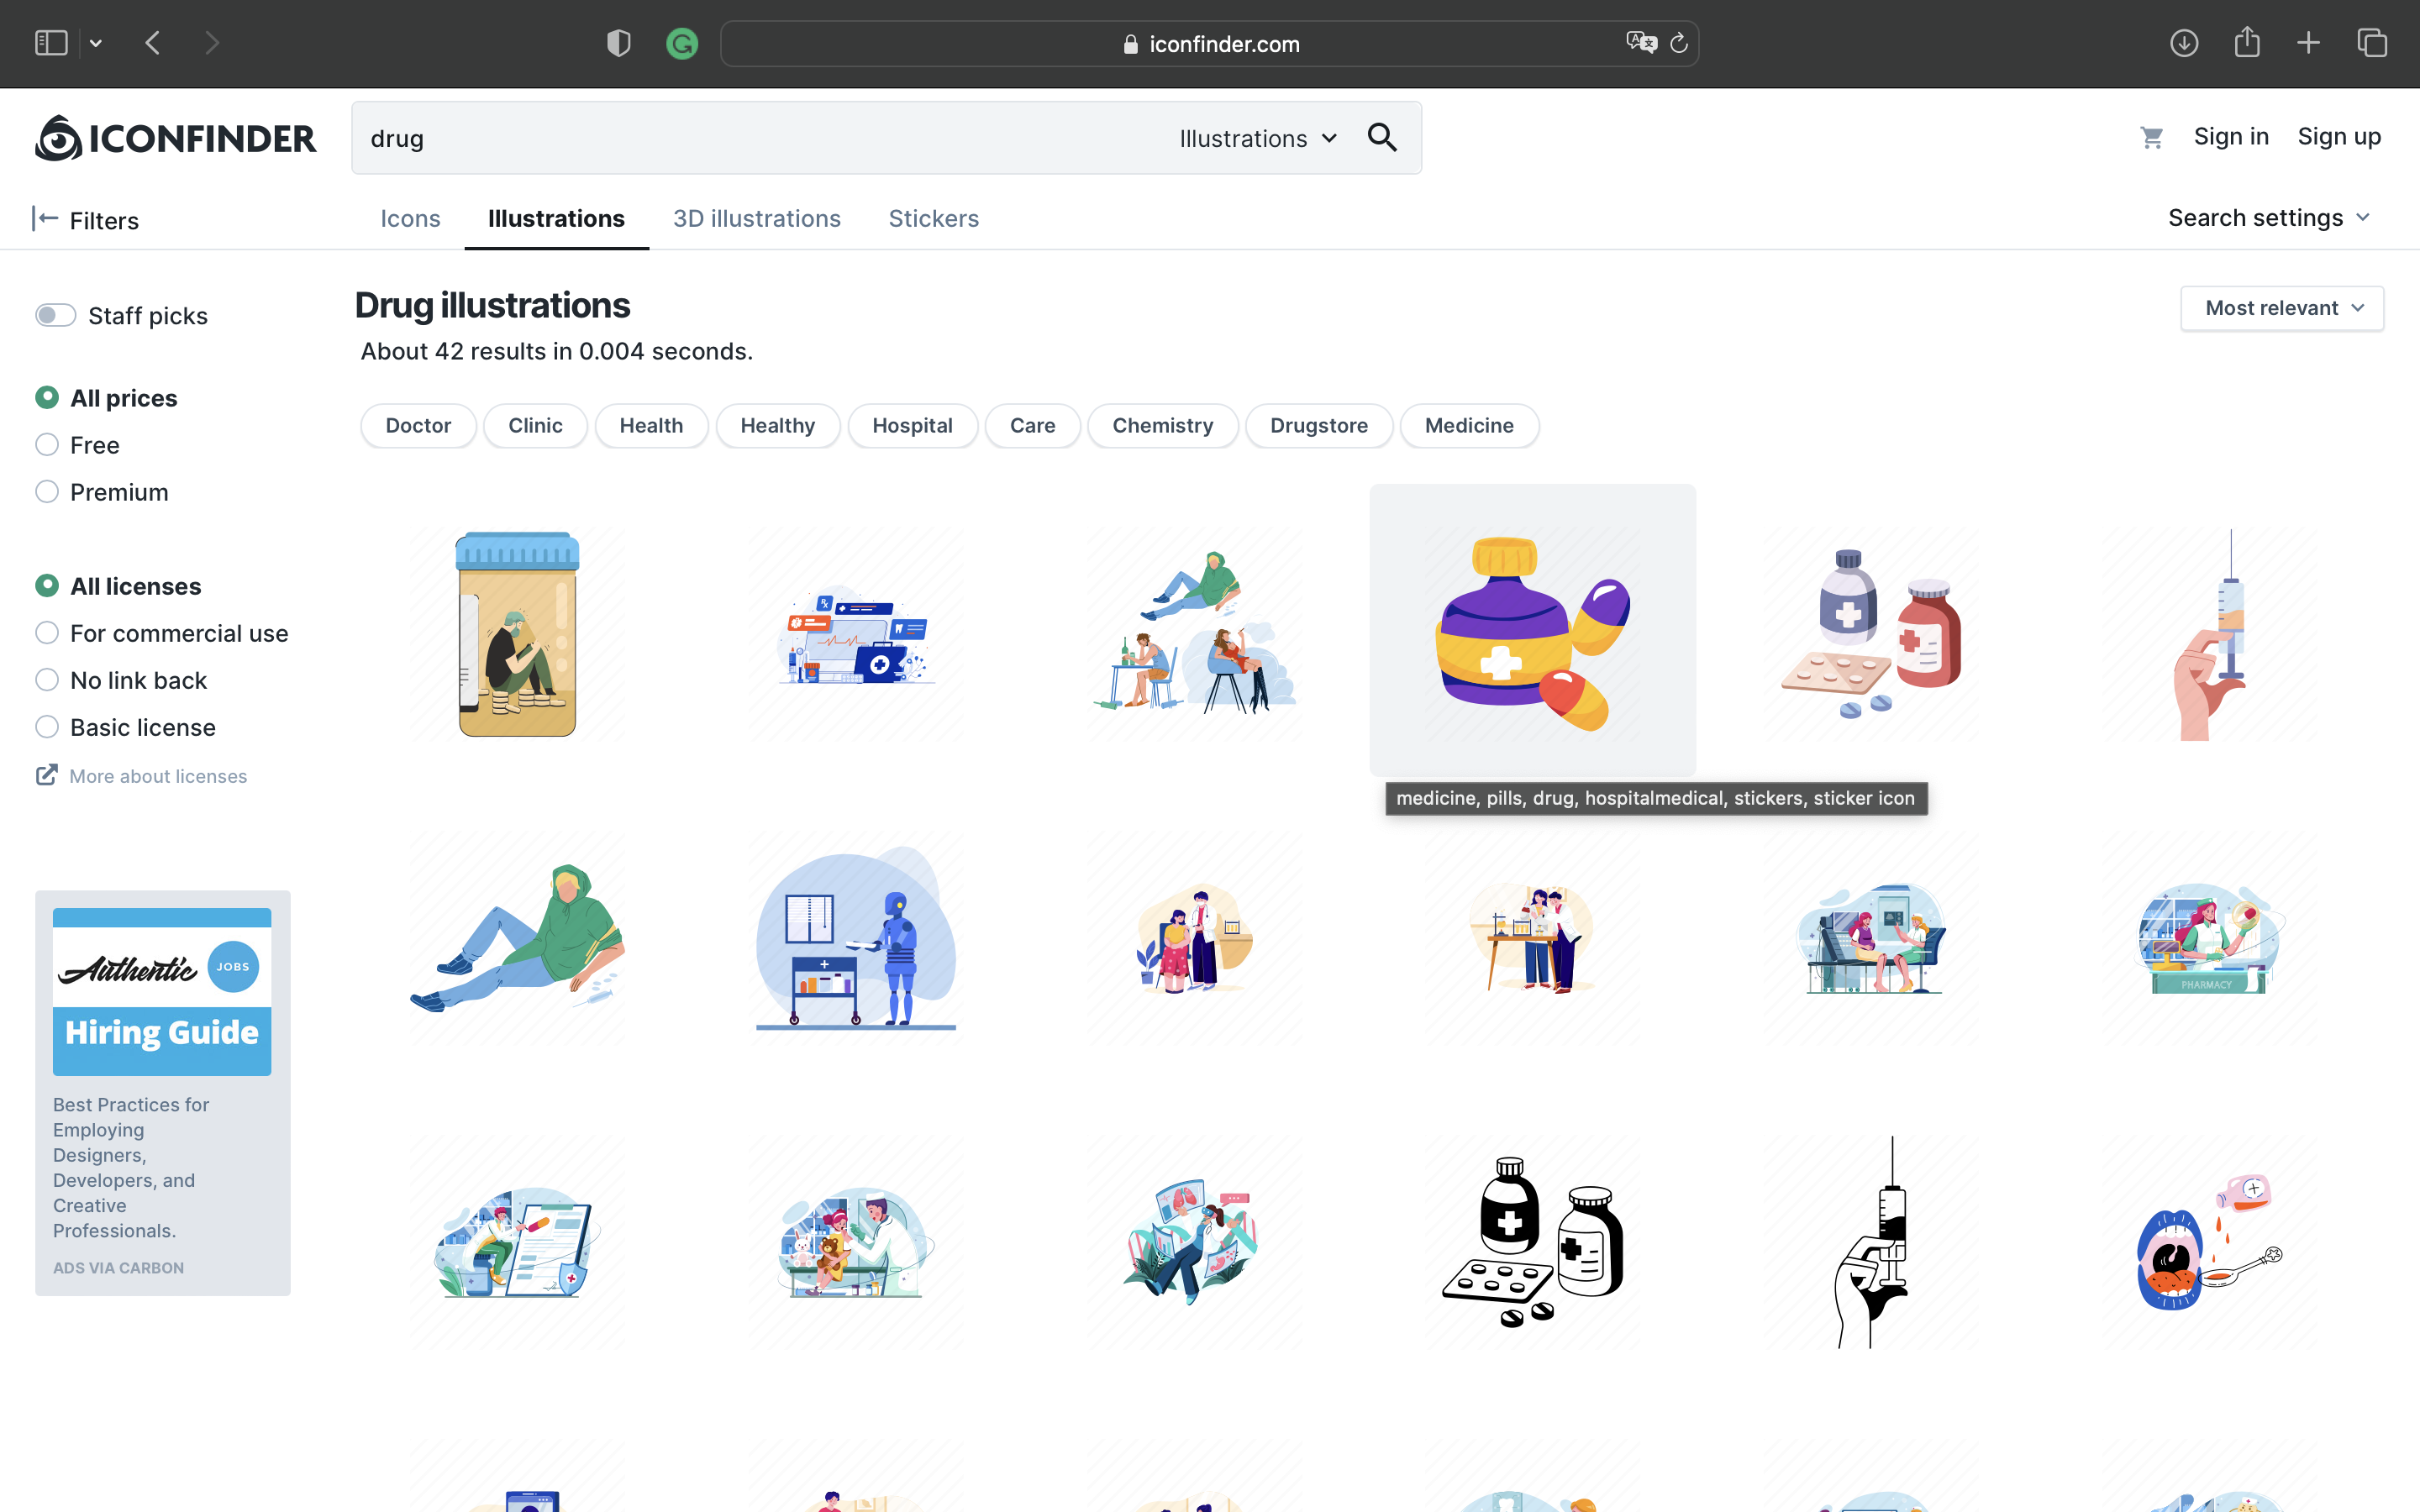 iconfinder.com
ICONFINDER
drug
Illustrations
Sign in
Sign up
Filters
Icons
Illustrations
3D illustrations
Stickers
Search settings
Staff picks
Drug illustrations
Most relevant
About 42 results in 0.004 seconds.
All prices
Free
Premium
Doctor
Clinic
Health
Healthy
Hospital
Care
Chemistry
Drugstore
Medicine
All licenses
For commercial use
No link back
Basic license
More about licenses
medicine, pills, drug, hospitalmedical, stickers, sticker icon
Authentic
JOBS
Hiring Guide
Best Practices for
Employing
Designers,
Developers, and
Creative
Professionals.
ADS VIA CARBON
PHARMACY